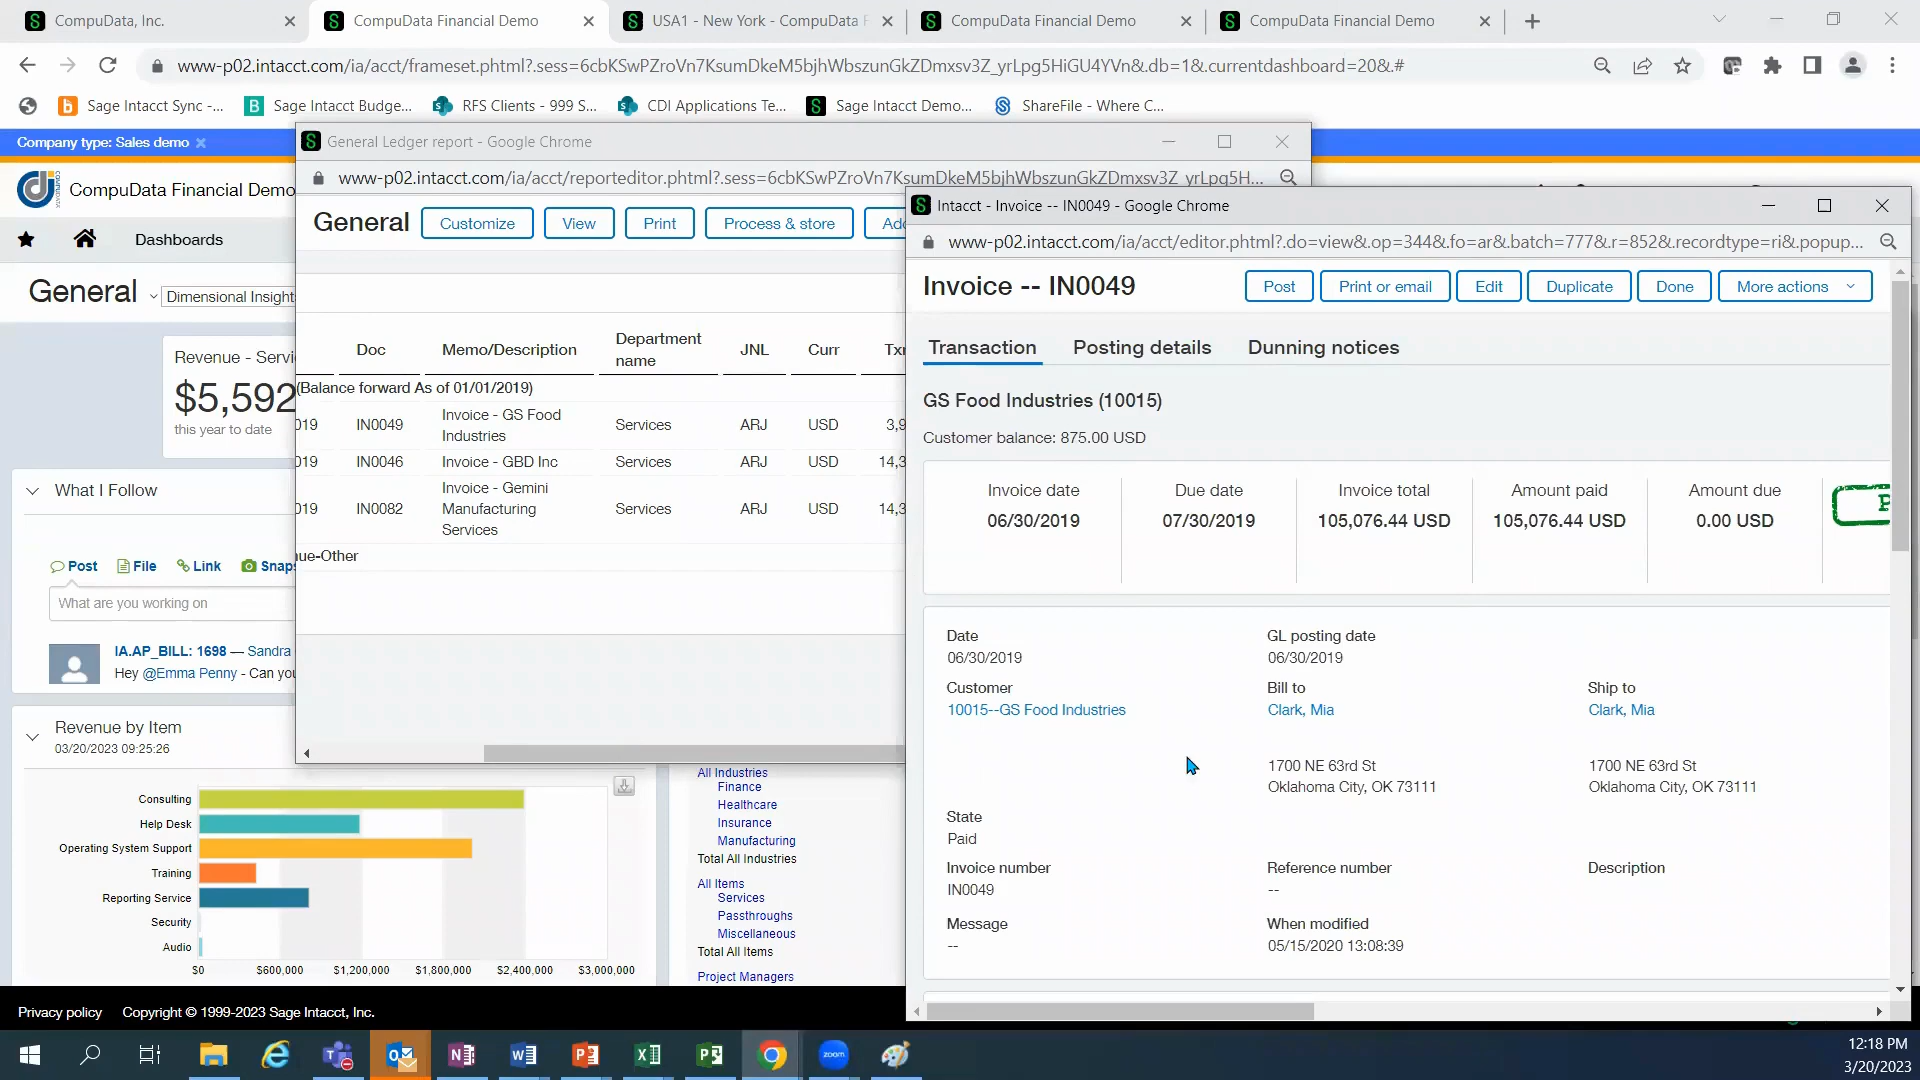 CompuData, Inc.
CompuData Financial Demo
USA1 - New York - CompuData F
CompuData Financial Demo
CompuData Financial Demo
www-p02.intacct.com/ia/acct/frameset.phtml?.sess=6cbKSwPZroVn7KsumDkeM5bjhWbszunGkZDmxsv3Z_yrLpg5HiGU4YVn&.db=1&.currentdashboard=20&.#
Sage Intacct Sync -...
Sage Intacct Budge...
RFS Clients - 999 S...
CDI Applications Te...
Sage Intacct Demo...
ShareFile - Where C...
Company type: Sales demo
CompuData Financial Demo
Dashboards
General
Dimensional Insights
Revenue - Servi
$5,592
this year to date
What I Follow
Post
File
Link
Snaps
What are you working on
IA.AP_BILL: 1698 — Sandra
Hey @Emma Penny - Can you
Revenue by Item
03/20/2023 09:25:26
Consulting
Help Desk
Operating System Support
Training
Reporting Service
Security
Audio
$0 $600,000 $1,200,000 $1,800,000 $2,400,000 $3,000,000
All Industries
Finance
Healthcare
Insurance
Manufacturing
Total All Industries
All Items
Services
Passthroughs
Miscellaneous
Total All Items
Project Managers
General Ledger report - Google Chrome
www-p02.intacct.com/ia/acct/reporteditor.phtml?.sess=6cbKSwPZroVn7KsumDkeM5bjhWbszunGkZDmxsv3Z_yrLpg5H...
General
Customize
View
Print
Process & store
Ad
Doc
Memo/Description
Department
name
JNL
Curr
Txn
(Balance forward As of 01/01/2019)
019 IN0049 Invoice - GS Food
Industries Services ARJ USD 3,9
019 IN0046 Invoice - GBD Inc Services ARJ USD 14,3
019 IN0082 Invoice - Gemini
Manufacturing
Services Services ARJ USD 14,3
nue-Other
Intacct - Invoice -- IN0049 - Google Chrome
www-p02.intacct.com/ia/acct/editor.phtml?.do=view&.op=344&.fo=ar&.batch=777&.r=852&.recordtype=ri&.popup...
Invoice -- IN0049
Post
Print or email
Edit
Duplicate
Done
More actions
Transaction
Posting details
Dunning notices
GS Food Industries (10015)
Customer balance: 875.00 USD
Invoice date
06/30/2019
Due date
07/30/2019
Invoice total
105,076.44 USD
Amount paid
105,076.44 USD
Amount due
0.00 USD
P
Date
06/30/2019
GL posting date
06/30/2019
Customer
10015--GS Food Industries
Bill to
Clark, Mia
1700 NE 63rd St
Oklahoma City, OK 73111
Ship to
Clark, Mia
1700 NE 63rd St
Oklahoma City, OK 73111
State
Paid
Invoice number
IN0049
Reference number
--
Description
Message
--
When modified
05/15/2020 13:08:39
Privacy policy
Copyright © 1999-2023 Sage Intacct, Inc.
zoom
12:18 PM
3/20/2023